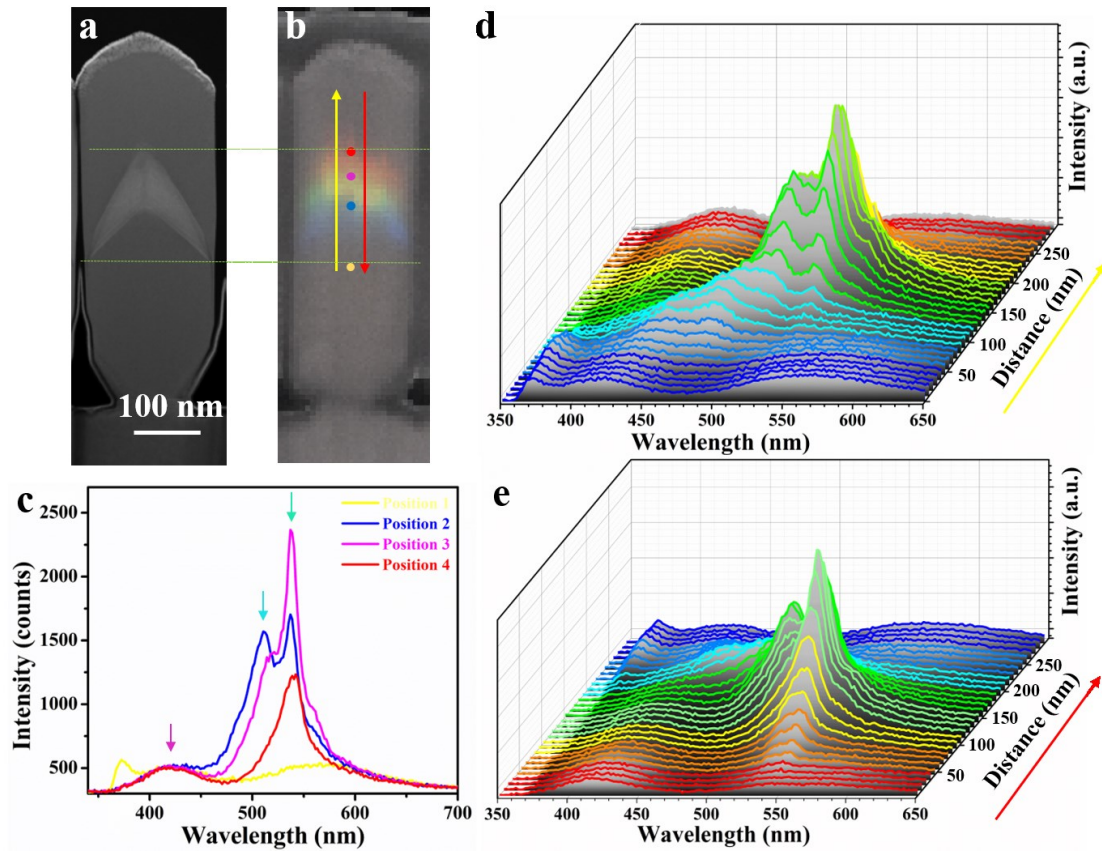 a
b
100 nm
c
2500
2000
1500
1000
500
400
500
600
700
Intensity (counts)
Wavelength (nm)
Position 1
Position 2
Position 3
Position 4
d
Intensity (a.u.)
350
400
450
500
550
600
650
Wavelength (nm)
50
100
150
200
250
Distance (nm)
e
Intensity (a.u.)
350
400
450
500
550
600
650
Wavelength (nm)
50
100
150
200
250
Distance (nm)